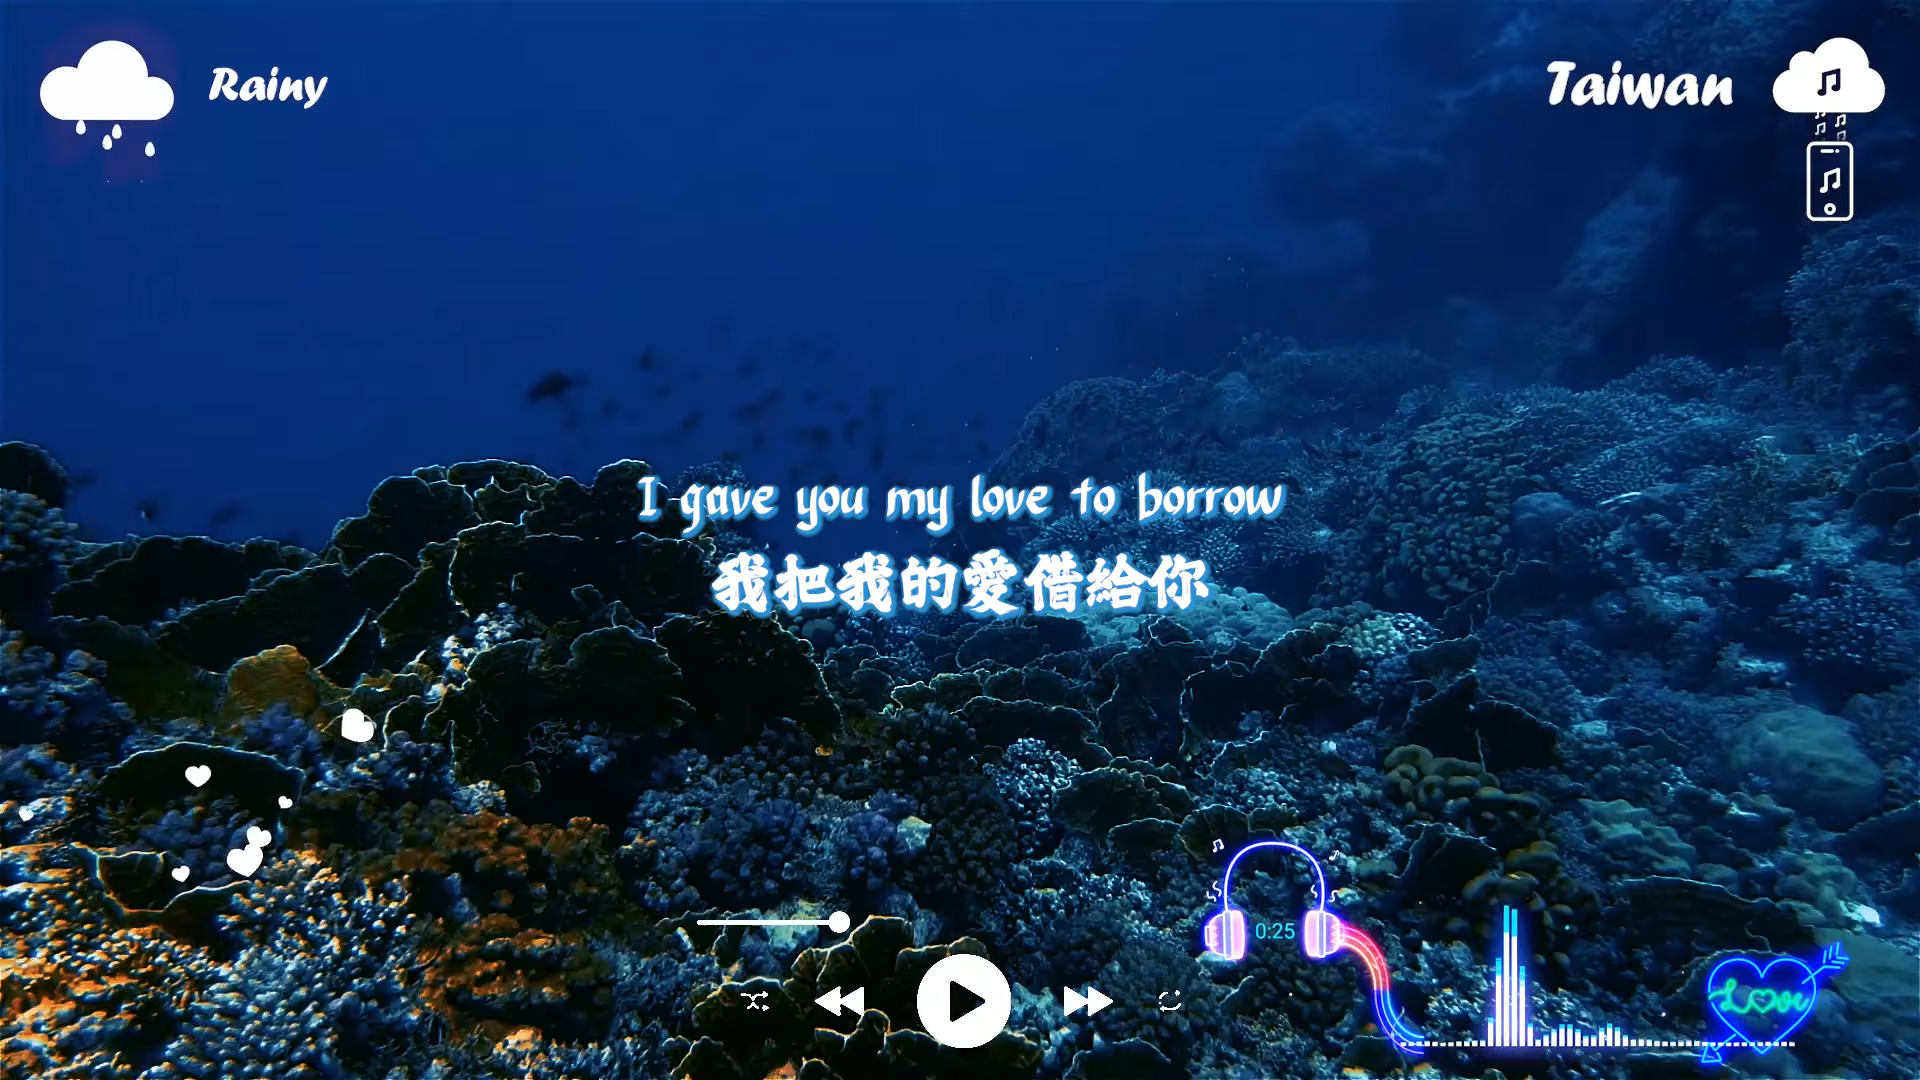 Rainy
Taiwan
I gave you my love to borrow
我把我的愛借給你
0:25
Love